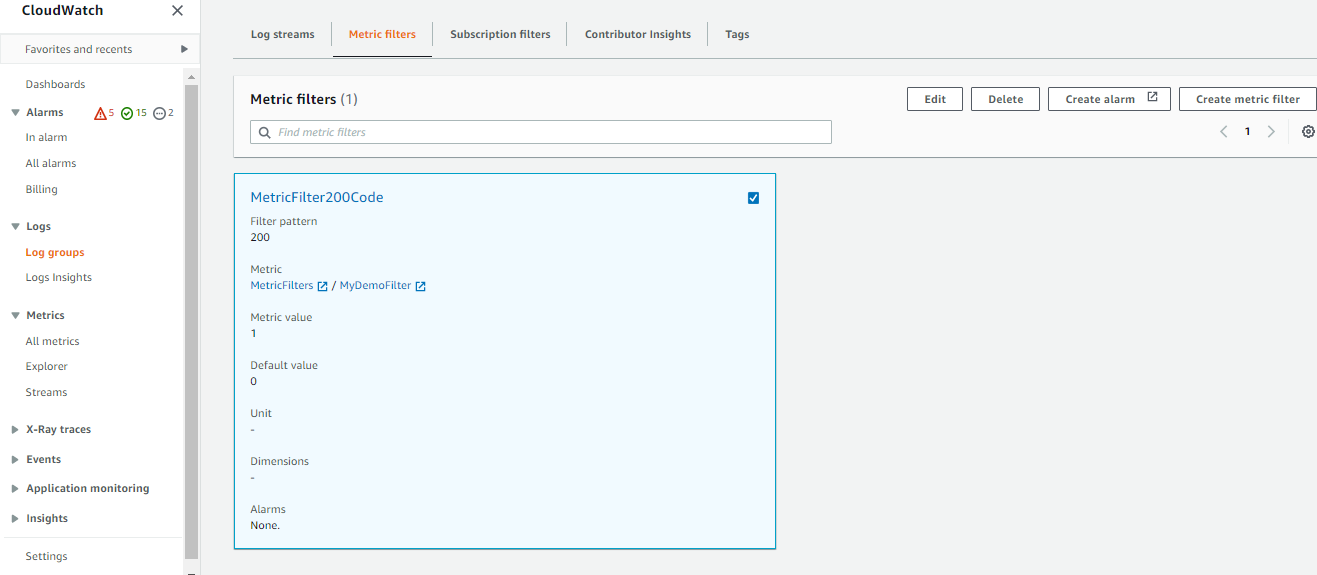 CloudWatch
Favorites and recents
Dashboards
Alarms 5 15 2
In alarm
All alarms
Billing
Logs
Log groups
Logs Insights
Metrics
All metrics
Explorer
Streams
X-Ray traces
Events
Application monitoring
Insights
Settings
Log streams Metric filters Subscription filters Contributor Insights Tags
Metric filters (1) Edit Delete Create alarm Create metric filter
Find metric filters 1
MetricFilter200Code
Filter pattern
200
Metric
MetricFilters / MyDemoFilter
Metric value
1
Default value
0
Unit
-
Dimensions
-
Alarms
None.